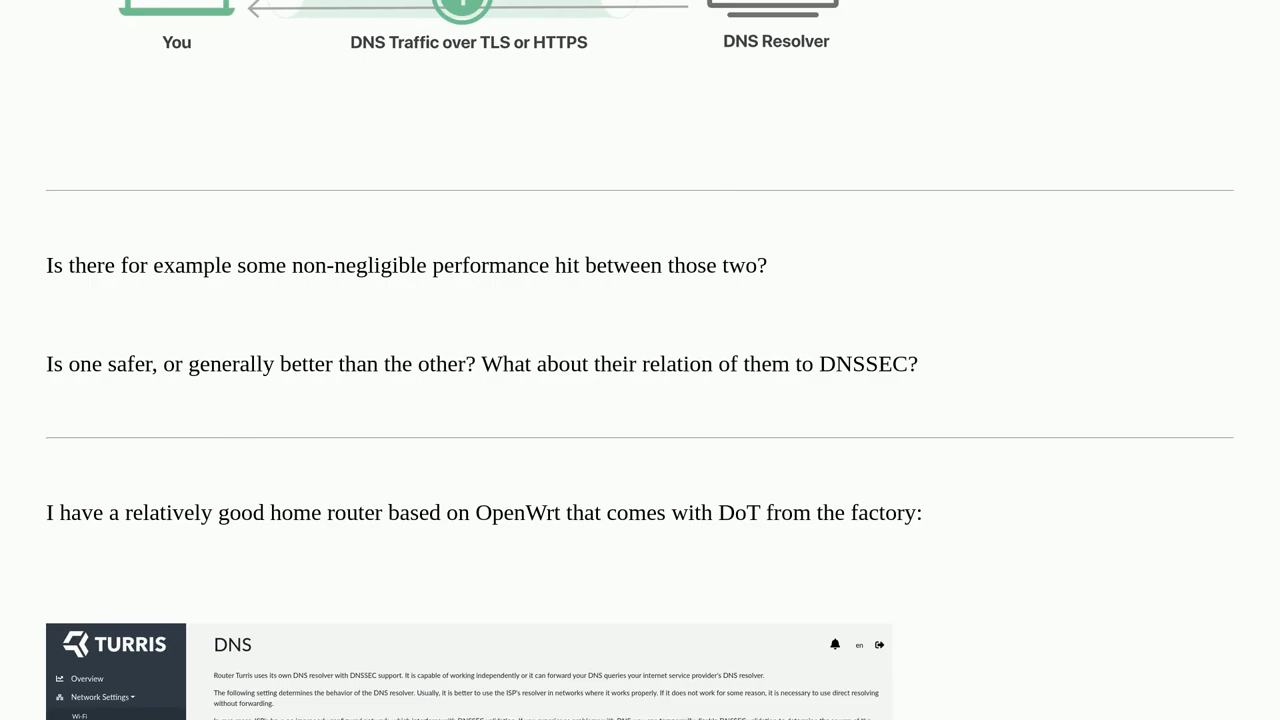 You
DNS Traffic over TLS or HTTPS
DNS Resolver
Is there for example some non-negligible performance hit between those two?
Is one safer, or generally better than the other? What about their relation of them to DNSSEC?
I have a relatively good home router based on OpenWrt that comes with DoT from the factory:
TURRIS
DNS
en
Overview
Router Turris uses its own DNS resolver with DNSSEC support. It is capable of working independently or it can forward your DNS queries your internet service provider's DNS resolver.
Network Settings
The following setting determines the behavior of the DNS resolver. Usually, it is better to use the ISP's resolver in networks where it works properly. If it does not work for some reason, it is necessary to use direct resolving
without forwarding.
Wi-Fi